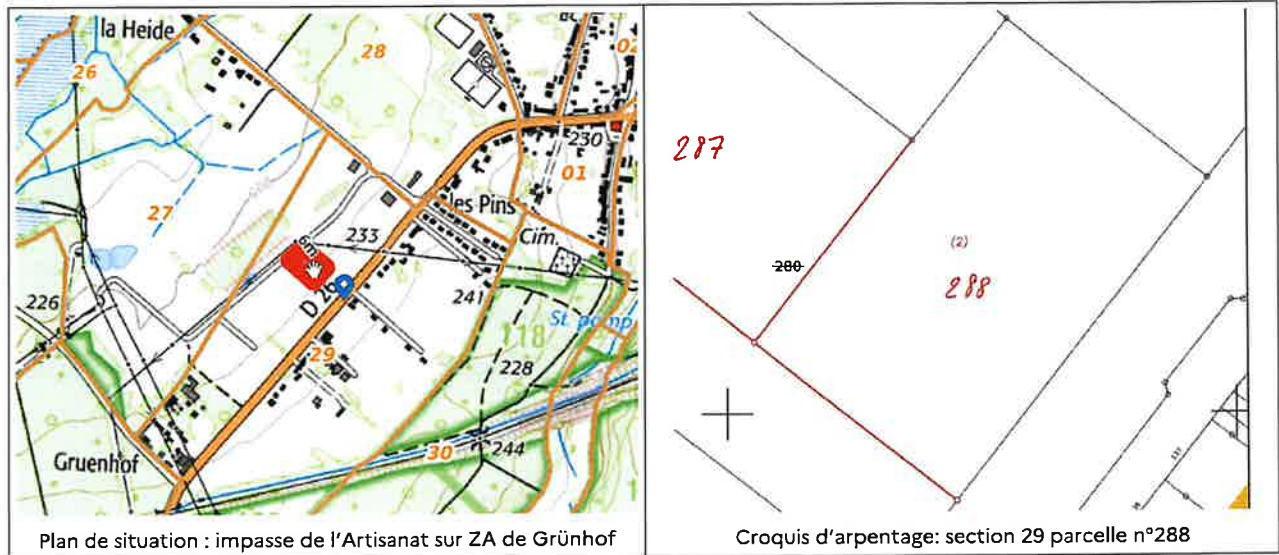 la Heide
28
02
26
230
01
les Pins
27
Cim.
6m
233
D 26
241
226
St. pomp.
118
29
228
30
244
Gruenhof
Plan de situation : impasse de l'Artisanat sur ZA de Grünhof
287
(2)
280
288
137
Croquis d'arpentage: section 29 parcelle n°288